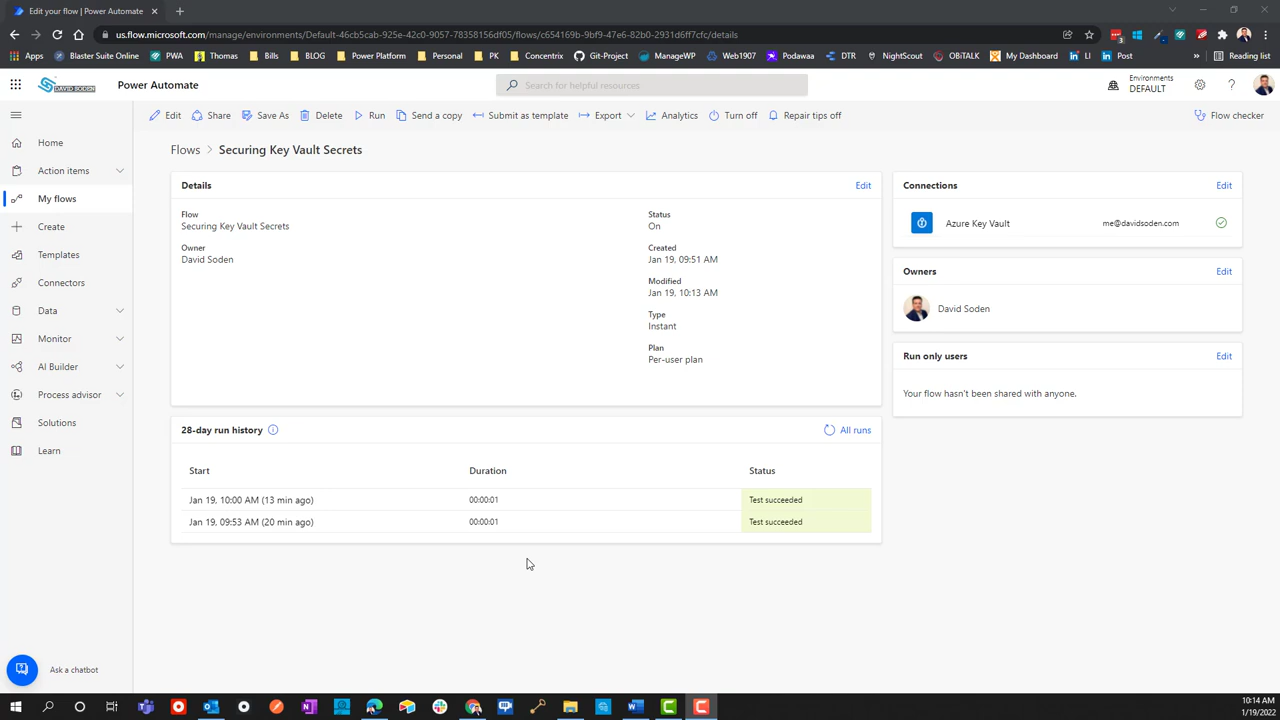 Edit your flow | Power Automate
us.flow.microsoft.com/manage/environments/Default-46cb5cab-925e-42c0-9057-78358156df05/flows/c654169b-9bf9-47e6-82b0-2931d6ff7cfc/details
Apps Blaster Suite Online PWA Thomas Bills BLOG Power Platform Personal PK Concentrix Git-Project ManageWP Web1907 Podawaa DTR NightScout OBiTALK My Dashboard LI Post » Reading list
DAVID SODEN Power Automate Search for helpful resources Environments
DEFAULT
Edit Share Save As Delete Run Send a copy Submit as template Export Analytics Turn off Repair tips off Flow checker
Home
Action items
My flows
Create
Templates
Connectors
Data
Monitor
AI Builder
Process advisor
Solutions
Learn
Ask a chatbot
Flows > Securing Key Vault Secrets
Details Edit
Flow
Securing Key Vault Secrets
Owner
David Soden
Status
On
Created
Jan 19, 09:51 AM
Modified
Jan 19, 10:13 AM
Type
Instant
Plan
Per-user plan
28-day run history All runs
Start Duration Status
Jan 19, 10:00 AM (13 min ago) 00:00:01 Test succeeded
Jan 19, 09:53 AM (20 min ago) 00:00:01 Test succeeded
Connections Edit
Azure Key Vault me@davidsoden.com
Owners Edit
David Soden
Run only users Edit
Your flow hasn't been shared with anyone.
10:14 AM
1/19/2022